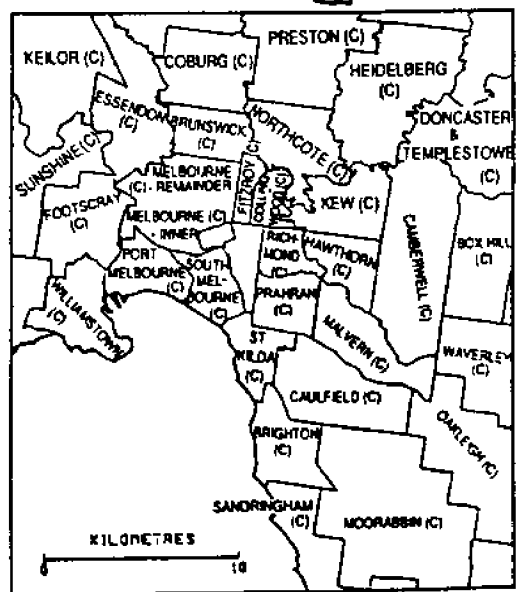 PRESTON (C)
KEILOR (C)
COBURG (C)
HEIDELBERG
(C)
ESSENDON
(C)
BRUNSWICK
(C)
NORTHCOTE (C)
DONCASTER
&
TEMPLESTOWE
(C)
SUNSHINE (C)
MELBOURNE
(C)- REMAINDER
FITZROY (C)
COLLING
WOOD (C)
KEW (C)
FOOTSCRAY
(C)
MELBOURNE (C)
- INNER
CAMBERWELL (C)
BOX HILL
(C)
RICH-
MOND
(C)
HAWTHORN
(C)
PORT
MELBOURNE
(C)
SOUTH
MEL-
BOURNE
(C)
PRAHRAN
(C)
WILLIAMSTOWN
(C)
MALVERN (C)
WAVERLEY
(C)
ST
KILDA
(C)
CAULFIELD (C)
OAKLEIGH (C)
BRIGHTON
(C)
SANDRINGHAM
(C)
MOORABBIN (C)
KILOMETRES
0 10